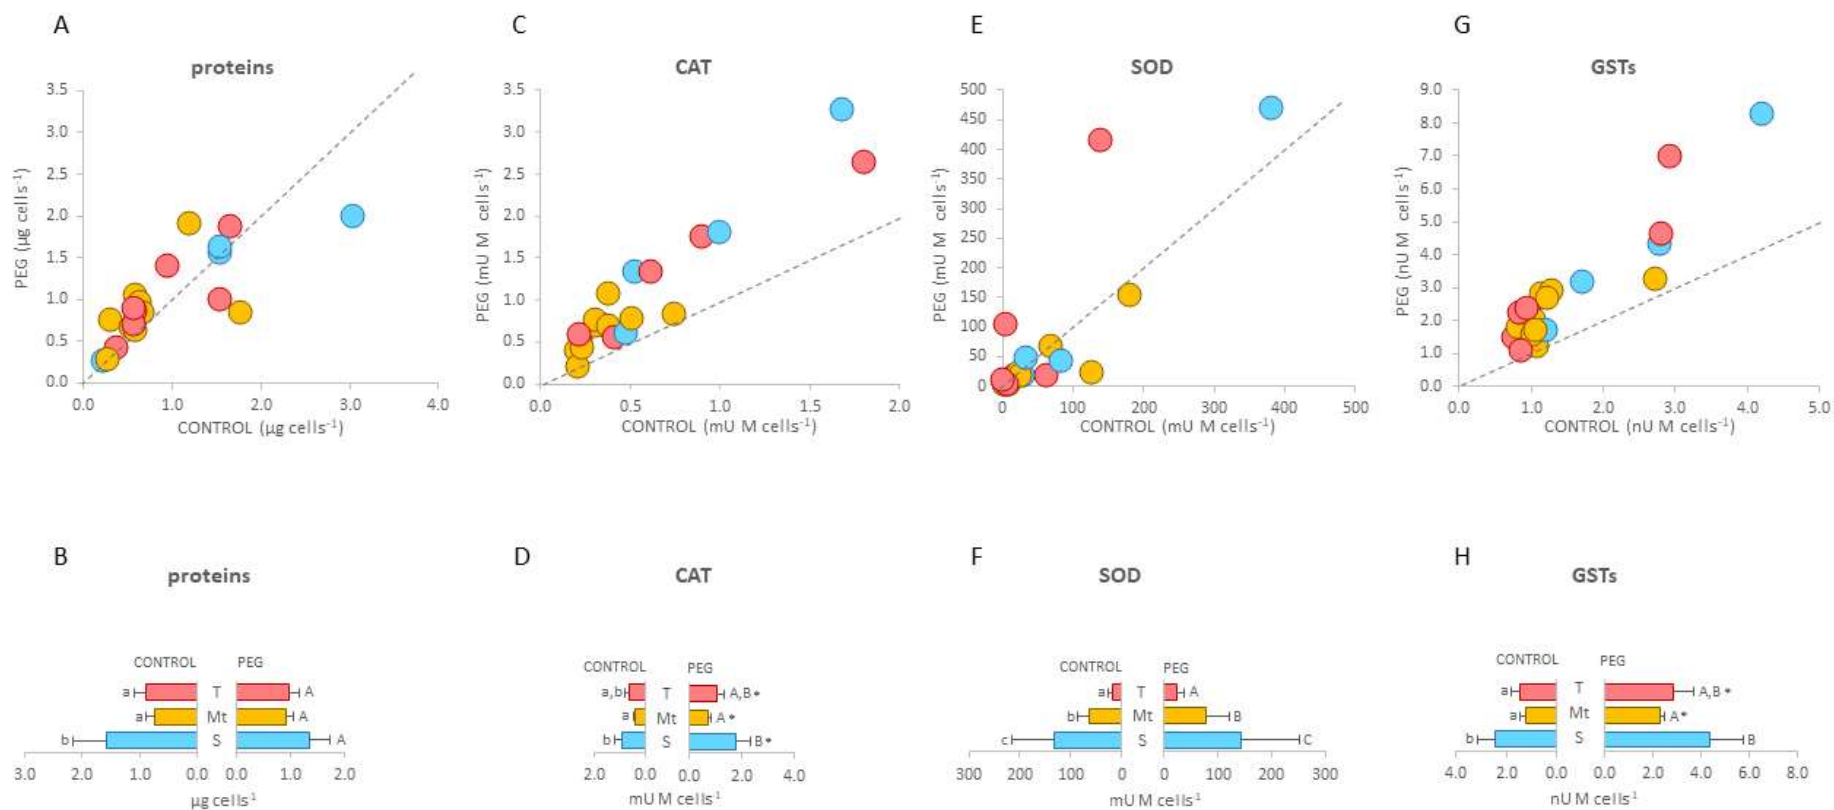 A
proteins
3.5
3.0
2.5
2.0
1.5
1.0
0.5
0.0
PEG (µg cells-1)
0.0 1.0 2.0 3.0 4.0
CONTROL (µg cells-1)
C
CAT
3.5
3.0
2.5
2.0
1.5
1.0
0.5
0.0
PEG (mU M cells-1)
0.0 0.5 1.0 1.5 2.0
CONTROL (mU M cells-1)
E
SOD
500
450
400
350
300
250
200
150
100
50
0
PEG (mU M cells-1)
0 100 200 300 400 500
CONTROL (mU M cells-1)
G
GSTs
9.0
8.0
7.0
6.0
5.0
4.0
3.0
2.0
1.0
0.0
PEG (nU M cells-1)
0.0 1.0 2.0 3.0 4.0 5.0
CONTROL (nU M cells-1)
B
proteins
CONTROL PEG
a T A
a Mt A
b S A
3.0 2.0 1.0 0.0 0.0 1.0 2.0
µg cells-1
D
CAT
CONTROL PEG
a,b T A,B*
a Mt A*
b S B*
2.0 0.0 0.0 2.0 4.0
mU M cells-1
F
SOD
CONTROL PEG
a T A
b Mt B
c S C
300 200 100 0 0 100 200 300
mU M cells-1
H
GSTs
CONTROL PEG
a T A,B*
a Mt A*
b S B
4.0 2.0 0.0 0.0 2.0 4.0 6.0 8.0
nU M cells-1